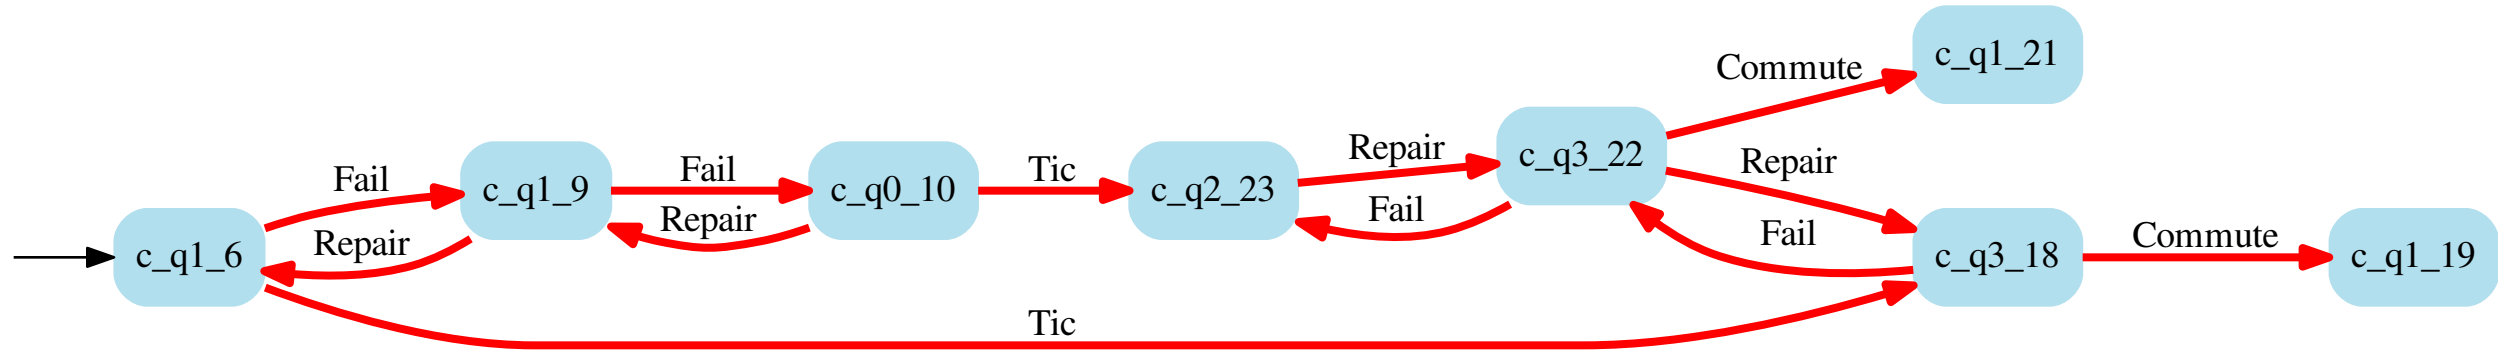 c_q1_6
Fail
Repair
c_q1_9
Fail
Repair
c_q0_10
Tic
Tic
c_q2_23
Repair
Fail
c_q3_22
Commute
Repair
Fail
c_q1_21
c_q3_18
Commute
c_q1_19